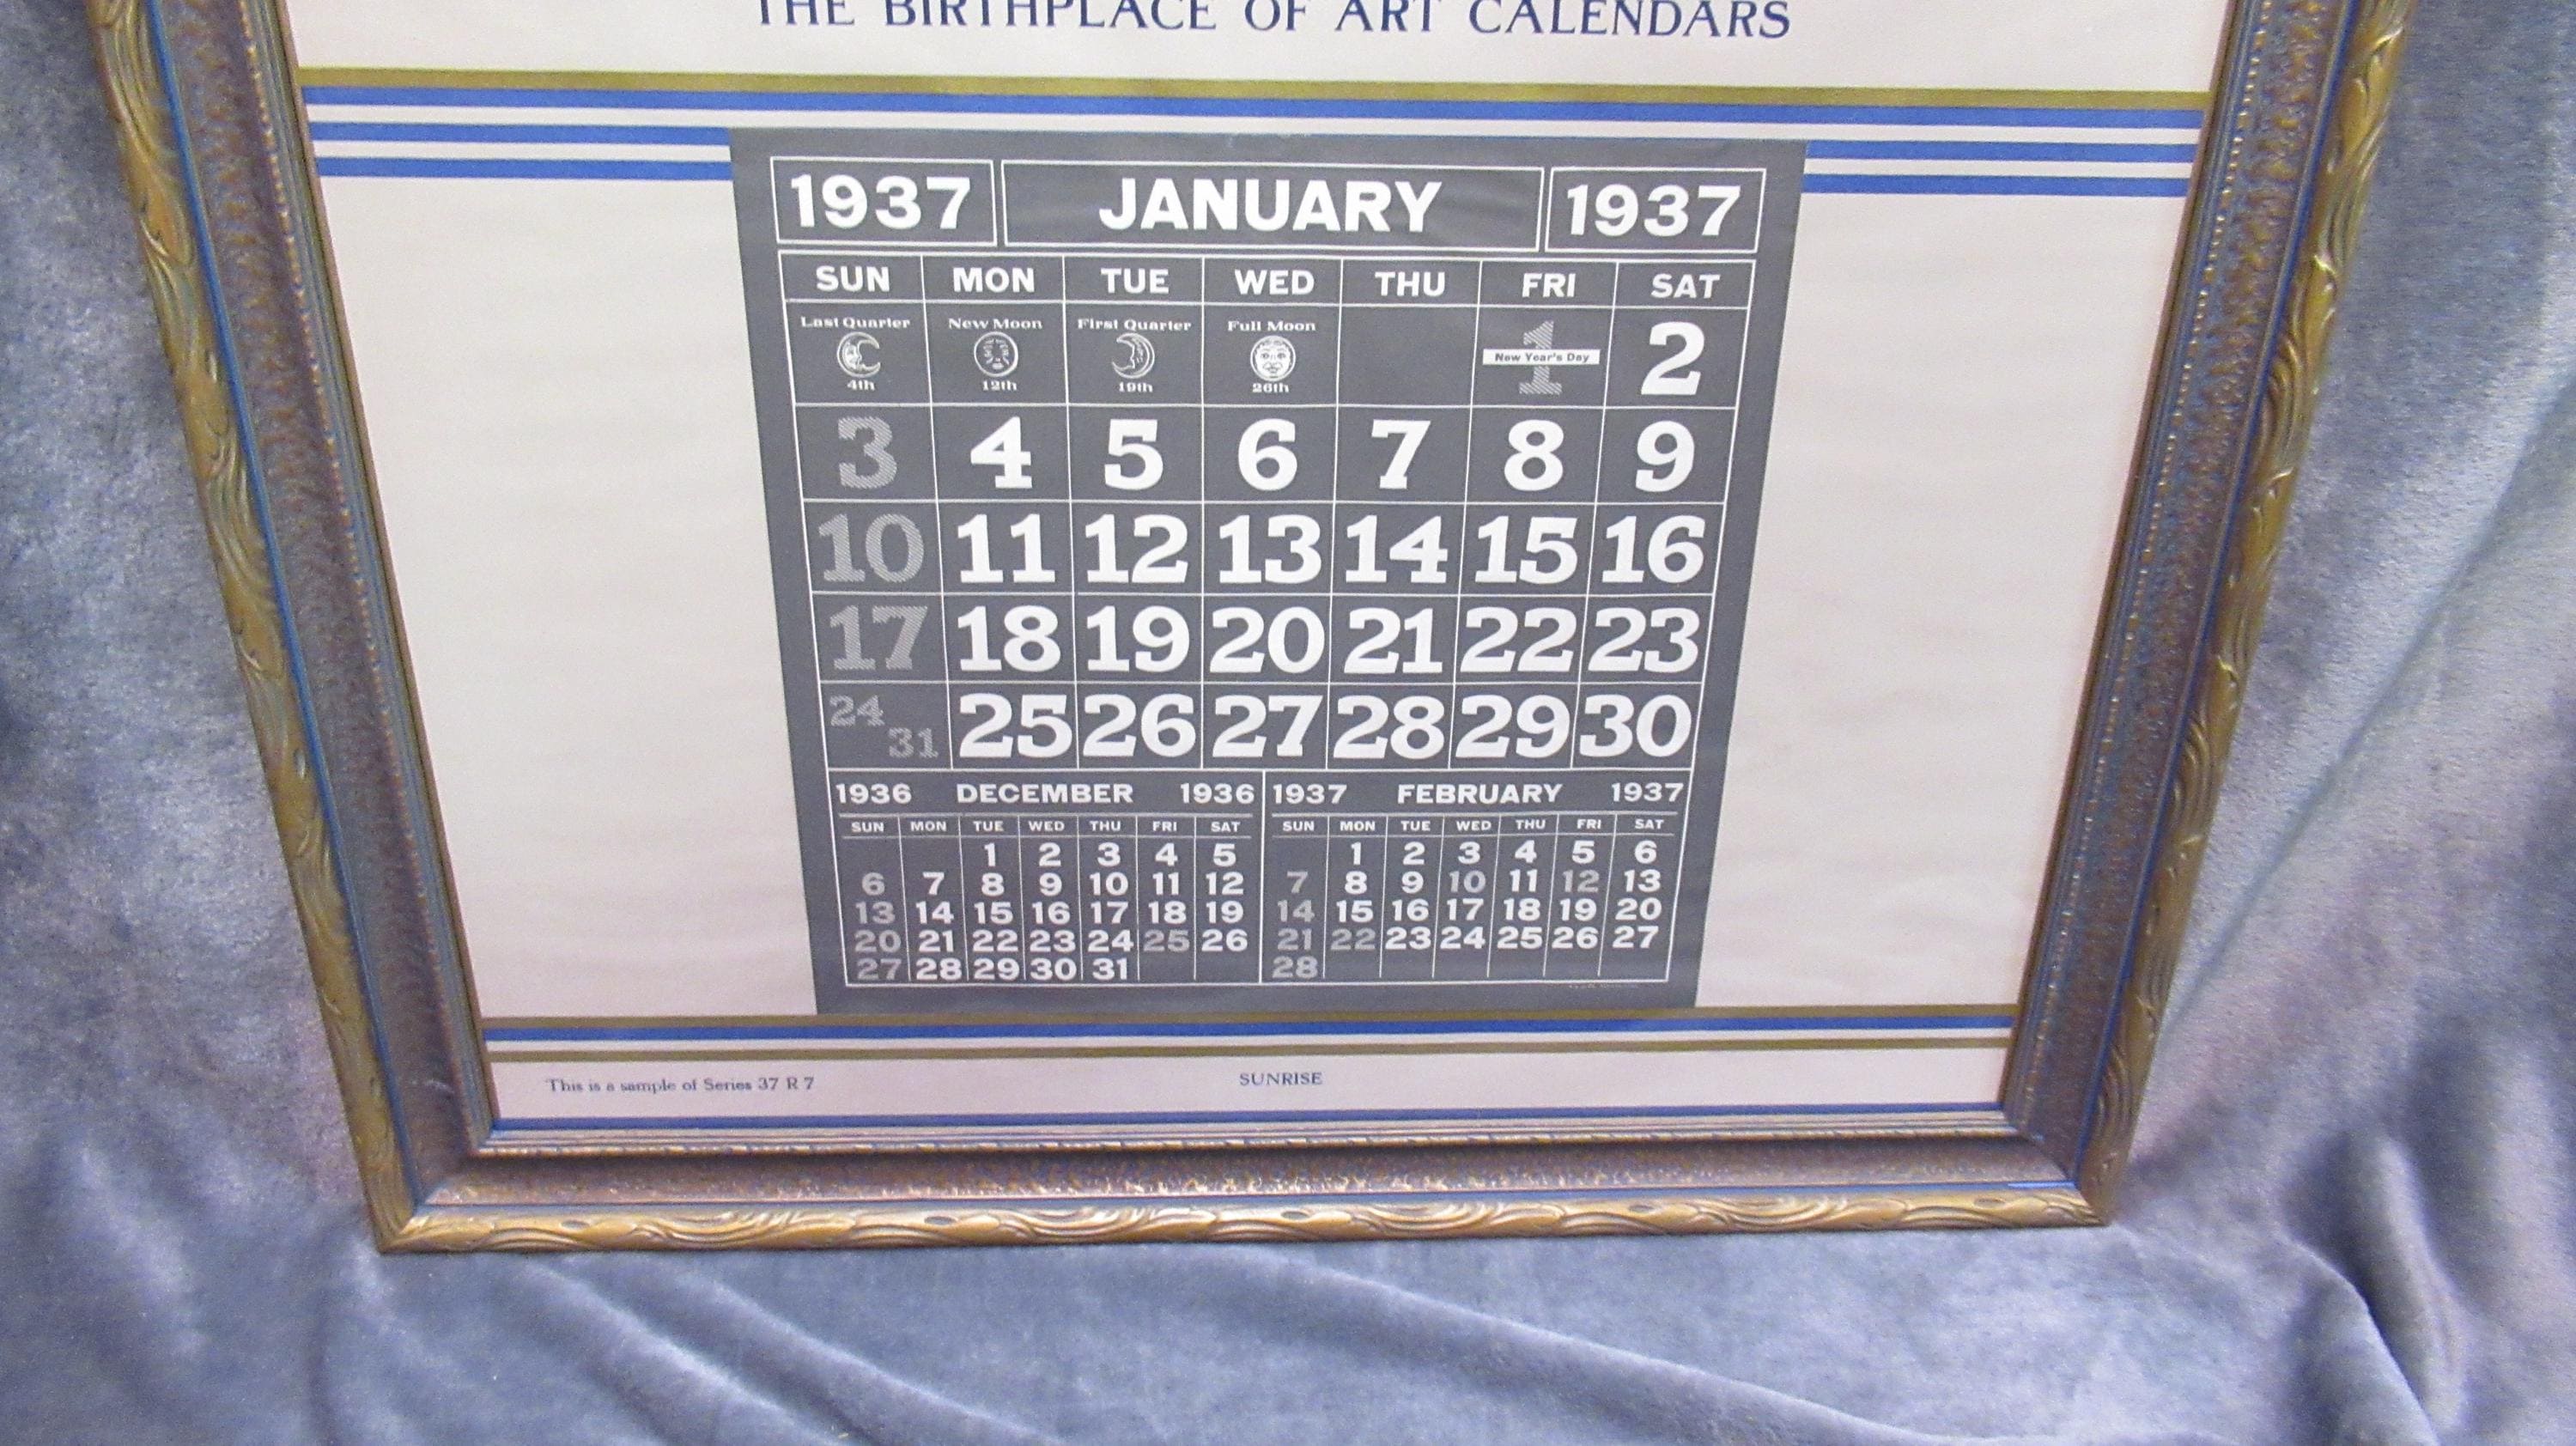 THE BIRTHPLACE OF ART CALENDARS
1937 JANUARY 1937
SUN MON TUE WED THU FRI SAT
Last Quarter 4th New Moon 12th First Quarter 19th Full Moon 26th 1 New Year's Day 2
3 4 5 6 7 8 9
10 11 12 13 14 15 16
17 18 19 20 21 22 23
24 31 25 26 27 28 29 30
1936 DECEMBER 1936
SUN MON TUE WED THU FRI SAT
1 2 3 4 5
6 7 8 9 10 11 12
13 14 15 16 17 18 19
20 21 22 23 24 25 26
27 28 29 30 31
1937 FEBRUARY 1937
SUN MON TUE WED THU FRI SAT
1 2 3 4 5 6
7 8 9 10 11 12 13
14 15 16 17 18 19 20
21 22 23 24 25 26 27
28
This is a sample of Series 37 R 7
SUNRISE